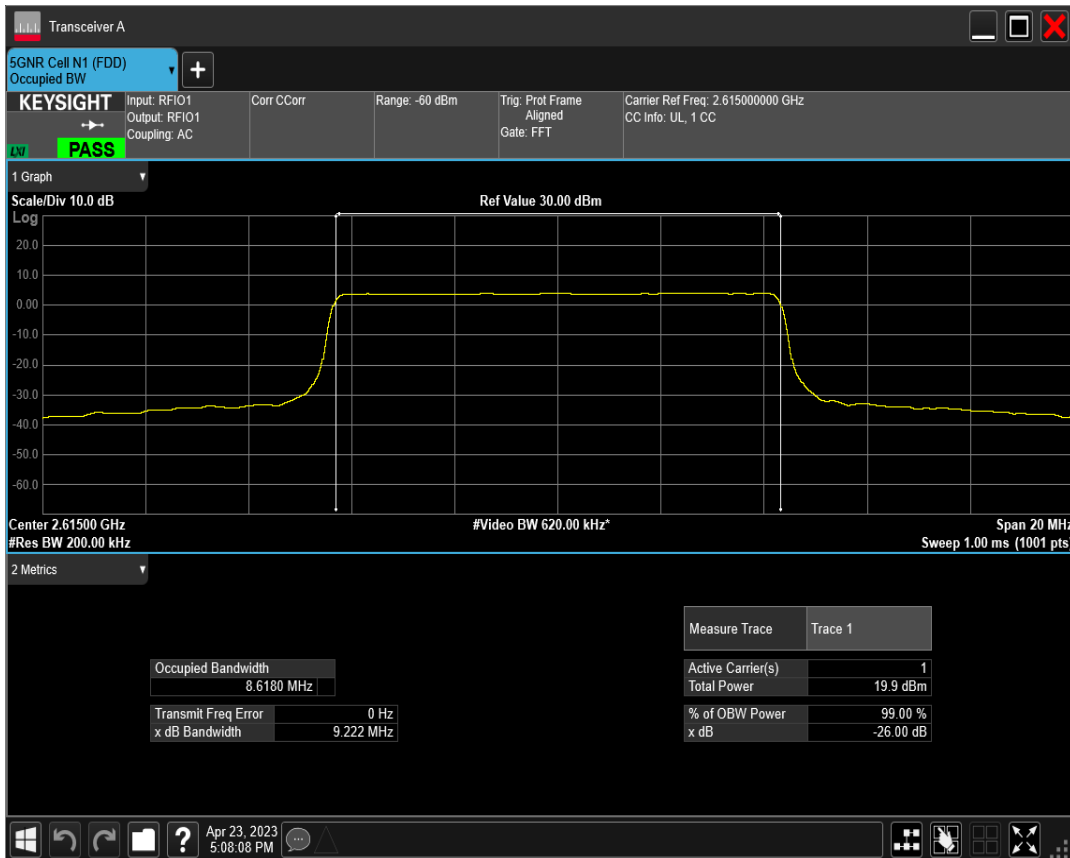 Transceiver A
5GNR Cell N1 (FDD)
Occupied BW
+
KEYSIGHT
LXI
PASS
Input: RFIO1
Output: RFIO1
Coupling: AC
Corr CCorr
Range: -60 dBm
Trig: Prot Frame
Aligned
Gate: FFT
Carrier Ref Freq: 2.615000000 GHz
CC Info: UL, 1 CC
1 Graph
Scale/Div 10.0 dB
Ref Value 30.00 dBm
Log
20.0
10.0
0.00
-10.0
-20.0
-30.0
-40.0
-50.0
-60.0
Center 2.61500 GHz
#Video BW 620.00 kHz*
Span 20 MHz
#Res BW 200.00 kHz
Sweep 1.00 ms (1001 pts)
2 Metrics
Measure Trace Trace 1
Occupied Bandwidth
8.6180 MHz
Active Carrier(s) 1
Total Power 19.9 dBm
Transmit Freq Error 0 Hz
x dB Bandwidth 9.222 MHz
% of OBW Power 99.00 %
x dB -26.00 dB
?
Apr 23, 2023
5:08:08 PM